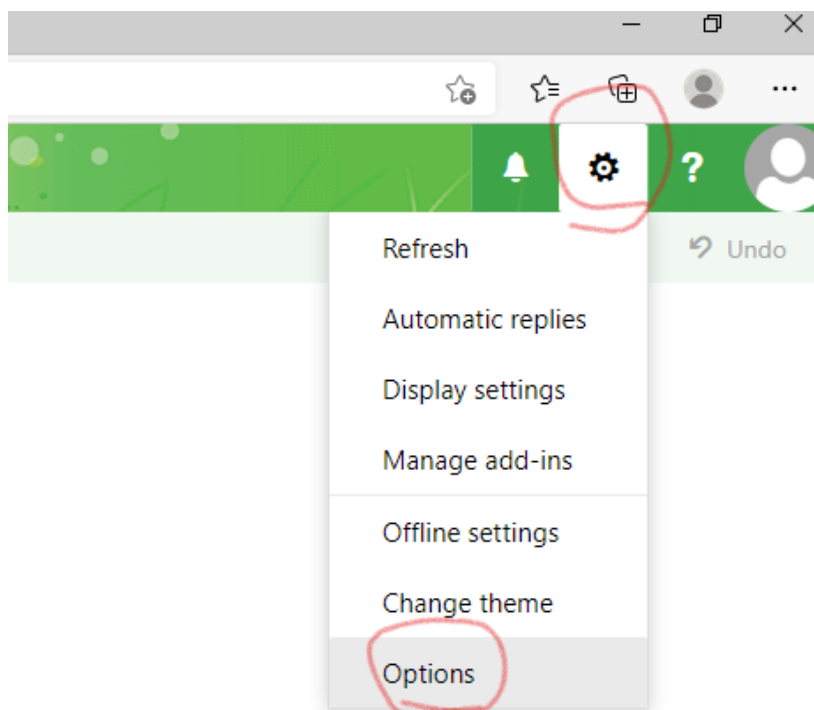 ?
Refresh
Undo
Automatic replies
Display settings
Manage add-ins
Offline settings
Change theme
Options